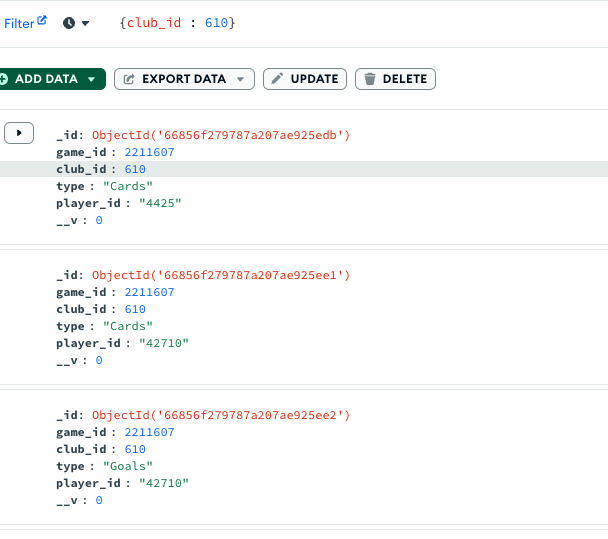 Filter {club_id : 610}
ADD DATA EXPORT DATA UPDATE DELETE
_id: ObjectId('66856f279787a207ae925edb')
game_id : 2211607
club_id : 610
type : "Cards"
player_id : "4425"
__v : 0
_id: ObjectId('66856f279787a207ae925ee1')
game_id : 2211607
club_id : 610
type : "Cards"
player_id : "42710"
__v : 0
_id: ObjectId('66856f279787a207ae925ee2')
game_id : 2211607
club_id : 610
type : "Goals"
player_id : "42710"
__v : 0